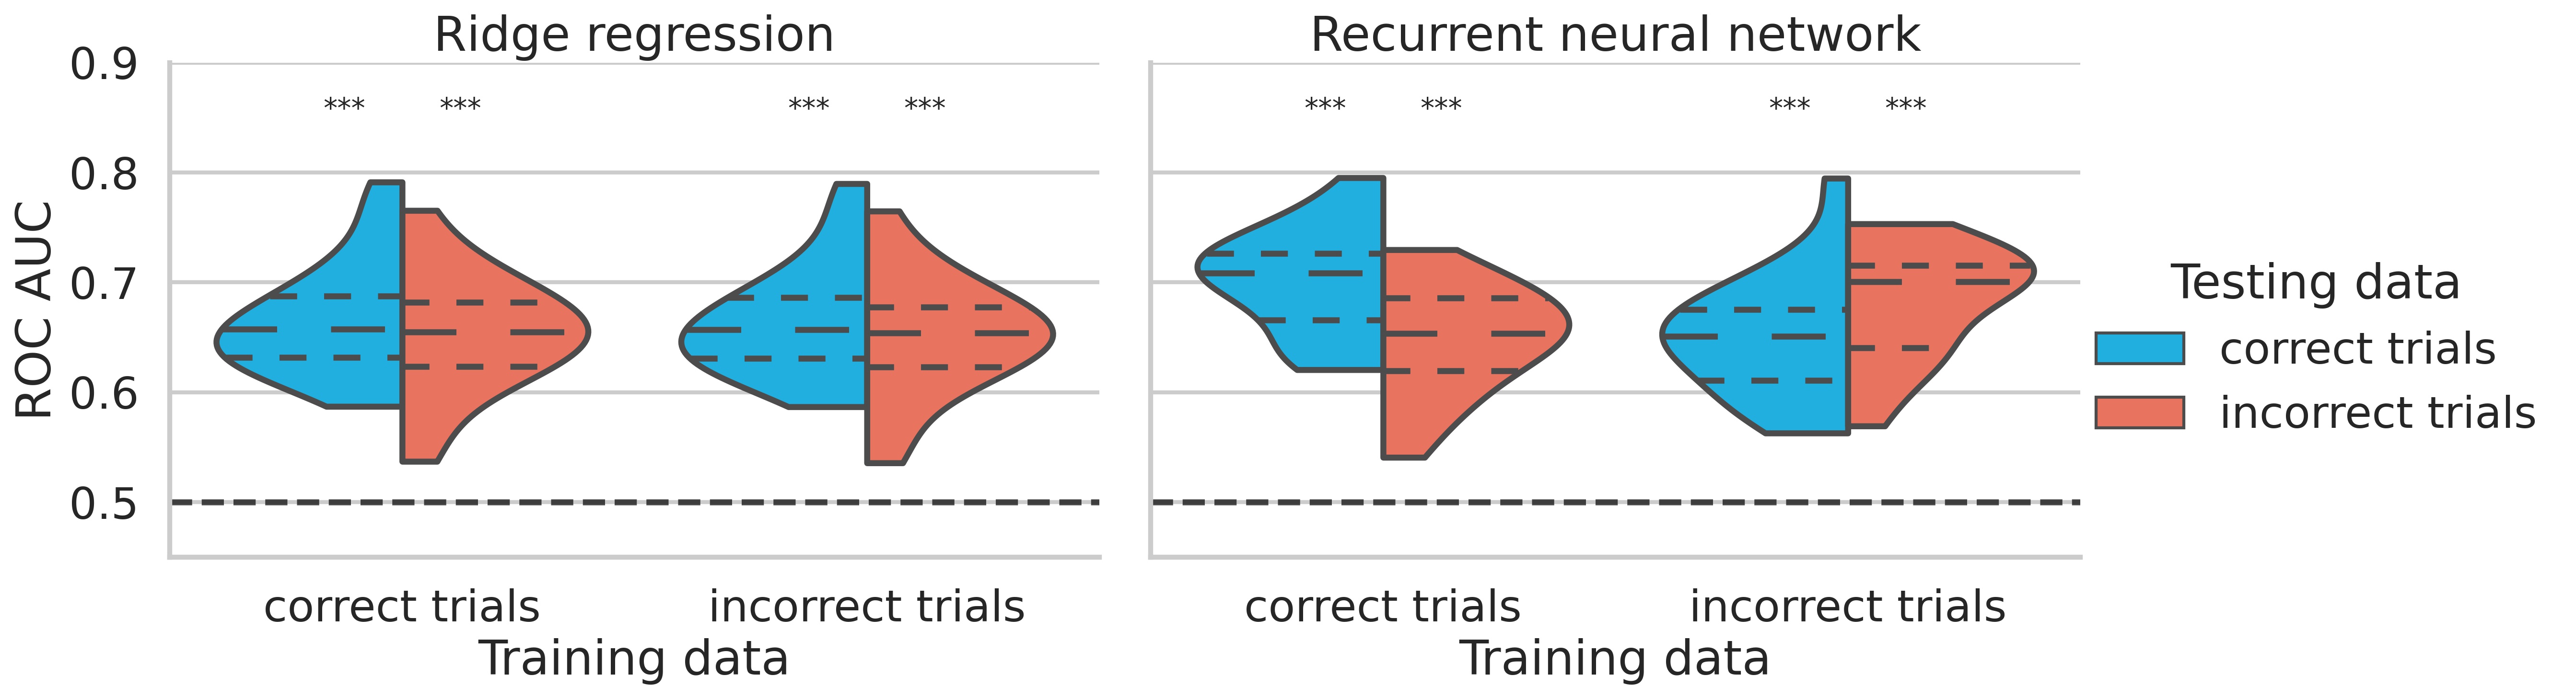 Ridge regression
Recurrent neural network
ROC AUC
0.9
0.8
0.7
0.6
0.5
*** *** *** ***
*** *** *** ***
correct trials
incorrect trials
Training data
correct trials
incorrect trials
Training data
Testing data
correct trials
incorrect trials